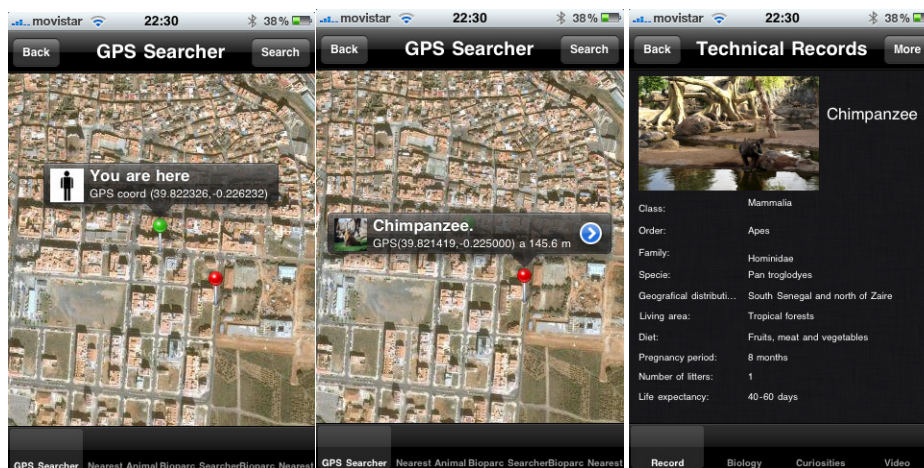 movistar 22:30 38%
Back GPS Searcher Search
You are here
GPS coord (39.822326,-0.226232)
GPS Searcher Nearest Animal Bioparc Searcher Bioparc Nearest
movistar 22:30 38%
Back GPS Searcher Search
Chimpanzee.
GPS(39.821419,-0.225000) a 145.6 m
GPS Searcher Nearest Animal Bioparc Searcher Bioparc Nearest
movistar 22:30 38%
Back Technical Records More
Chimpanzee
Class: Mammalia
Order: Apes
Family: Hominidae
Specie: Pan troglodyes
Geografical distributi... South Senegal and north of Zaire
Living area: Tropical forests
Diet: Fruits, meat and vegetables
Pregnancy period: 8 months
Number of litters: 1
Life expectancy: 40-60 days
Record Biology Curiosities Video